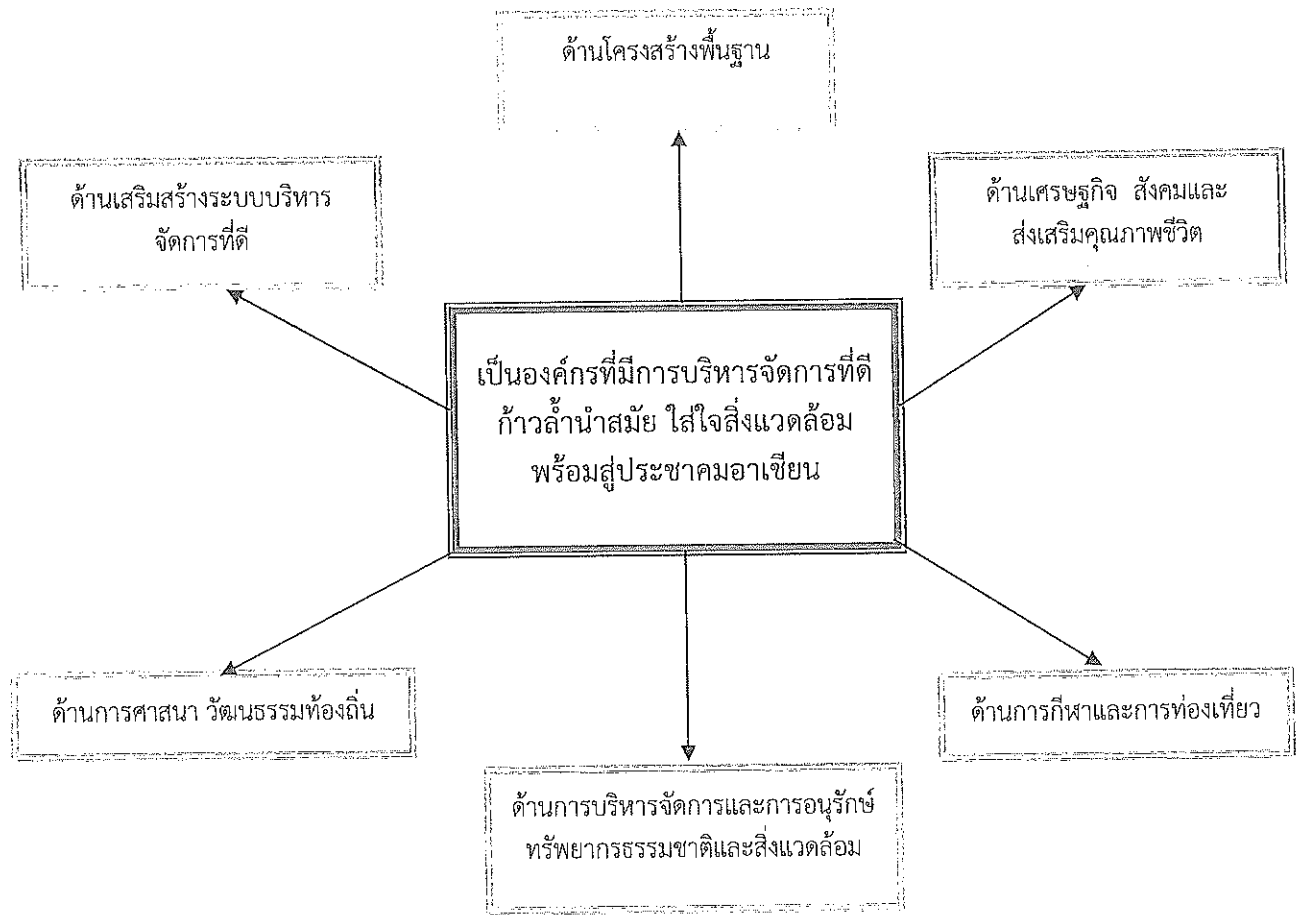 ด้านโครงสร้างพื้นฐาน
ด้านเสริมสร้างระบบบริหาร
จัดการที่ดี
ด้านเศรษฐกิจ สังคมและ
ส่งเสริมคุณภาพชีวิต
เป็นองค์กรที่มีการบริหารจัดการที่ดี
ก้าวล้ำนำสมัย ใส่ใจสิ่งแวดล้อม
พร้อมสู่ประชาคมอาเซียน
ด้านการศาสนา วัฒนธรรมท้องถิ่น
ด้านการกีฬาและการท่องเที่ยว
ด้านการบริหารจัดการและการอนุรักษ์
ทรัพยากรธรรมชาติและสิ่งแวดล้อม